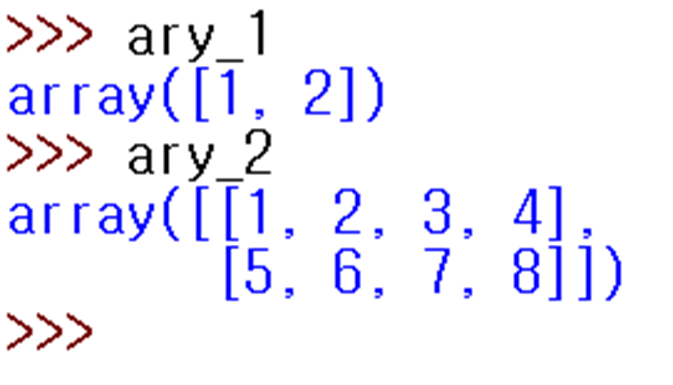 >>> ary_1
array([1, 2])
>>> ary_2
array([[1, 2, 3, 4],
       [5, 6, 7, 8]])
>>>